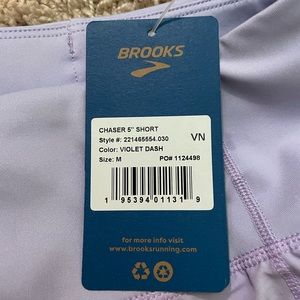 BROOKS
CHASER 5" SHORT
Style #: 221465554.030
VN
Color: VIOLET DASH
Size: M PO# 1124498
1 95394 01131 9
for more info visit
www.brooksrunning.com